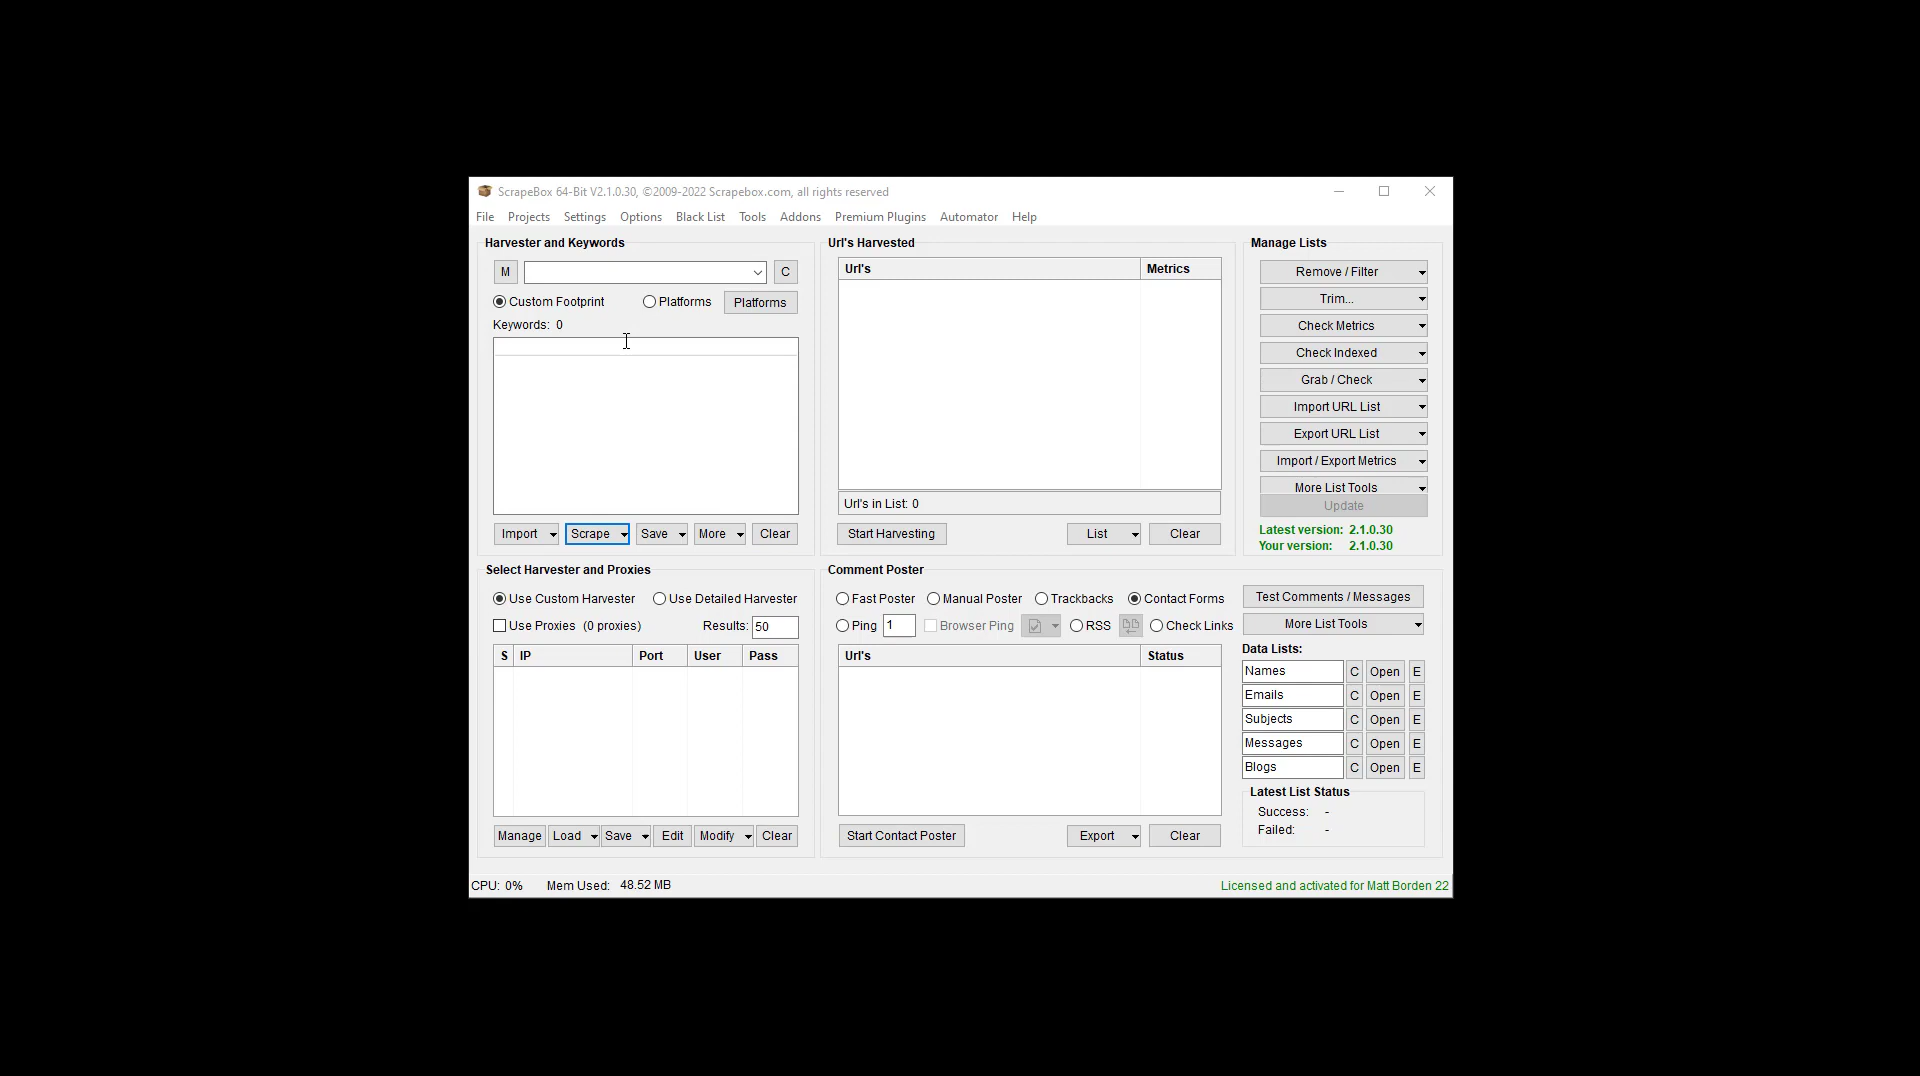 ScrapeBox 64-Bit V2.1.0.30, ©2009-2022 Scrapebox.com, all rights reserved
File Projects Settings Options Black List Tools Addons Premium Plugins Automator Help
Harvester and Keywords
M C
Custom Footprint Platforms Platforms
Keywords: 0
Import Scrape Save More Clear
Url's Harvested
Url's Metrics
Url's in List: 0
Start Harvesting List Clear
Manage Lists
Remove / Filter
Trim...
Check Metrics
Check Indexed
Grab / Check
Import URL List
Export URL List
Import / Export Metrics
More List Tools
Update
Latest version: 2.1.0.30
Your version: 2.1.0.30
Select Harvester and Proxies
Use Custom Harvester Use Detailed Harvester
Use Proxies (0 proxies) Results: 50
S IP Port User Pass
Manage Load Save Edit Modify Clear
Comment Poster
Fast Poster Manual Poster Trackbacks Contact Forms
Ping 1 Browser Ping RSS Check Links
Url's Status
Start Contact Poster Export Clear
Test Comments / Messages
More List Tools
Data Lists:
Names C Open E
Emails C Open E
Subjects C Open E
Messages C Open E
Blogs C Open E
Latest List Status
Success: -
Failed: -
CPU: 0% Mem Used: 48.52 MB
Licensed and activated for Matt Borden 22